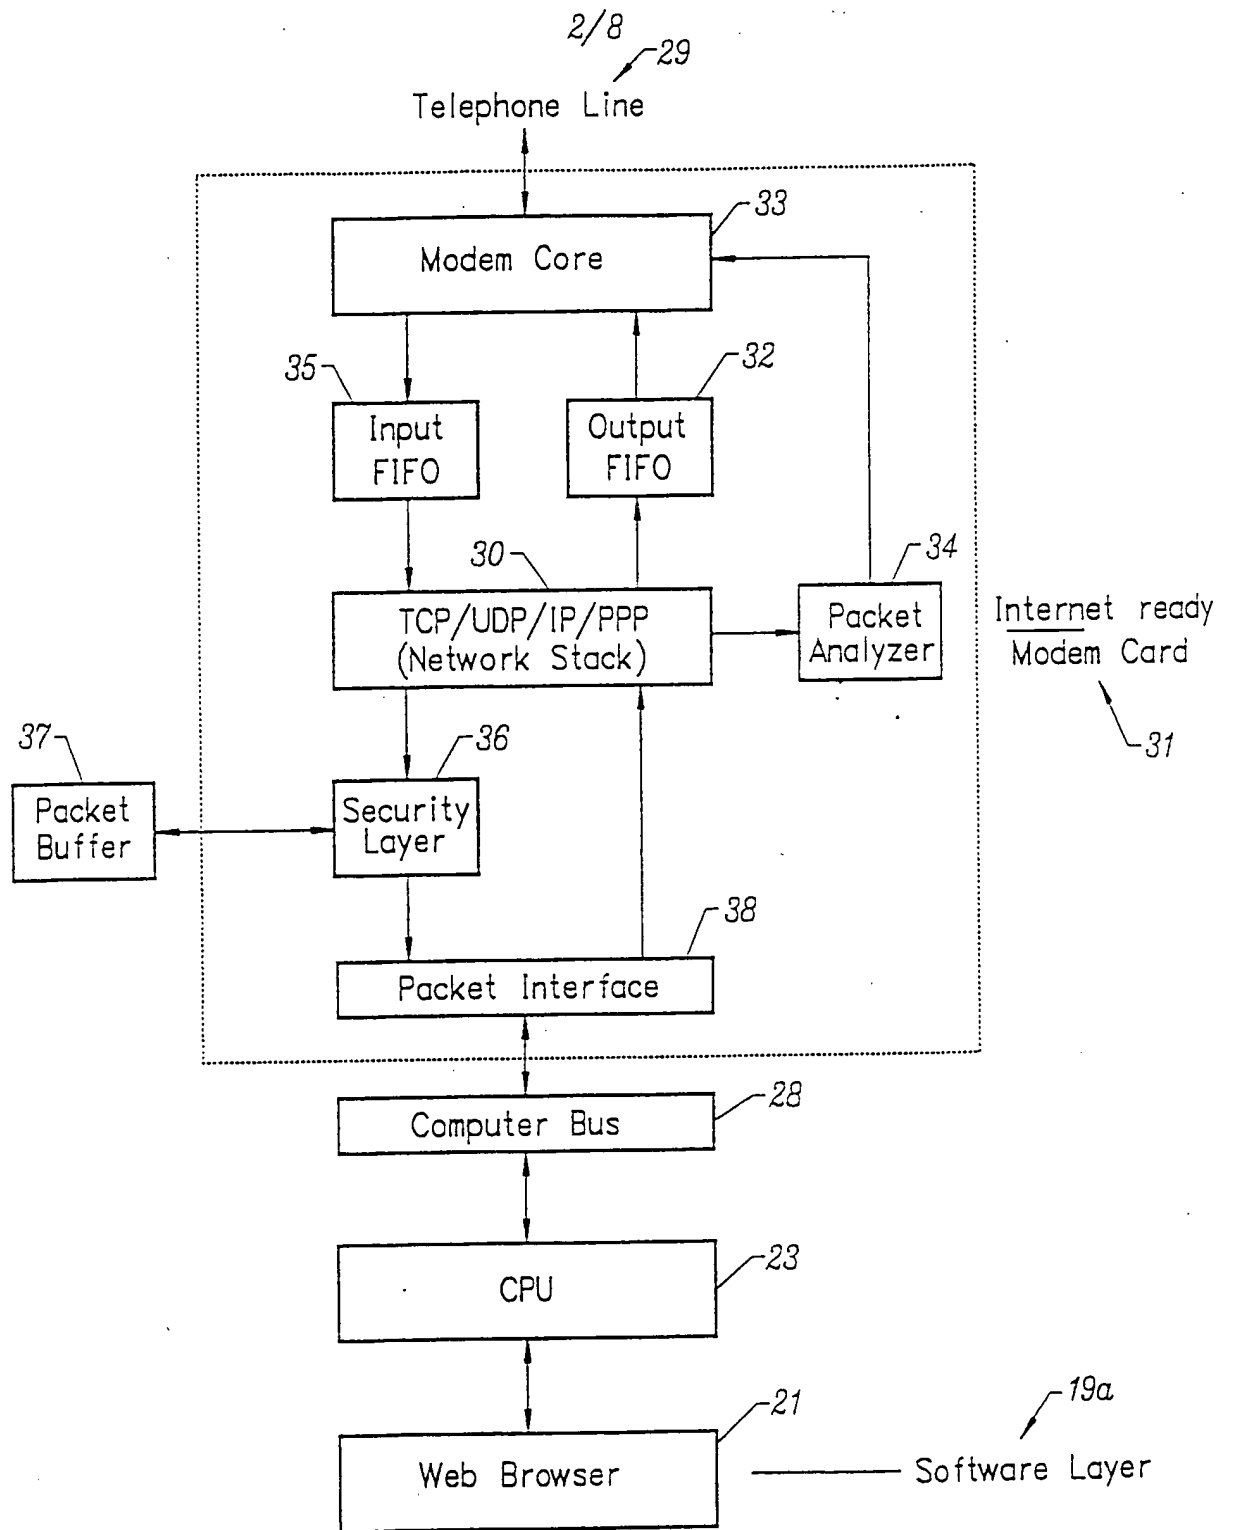 2/8
29
Telephone Line
33
Modem Core
35
32
Input
FIFO
Output
FIFO
30
34
TCP/UDP/IP/PPP
(Network Stack)
Packet
Analyzer
Internet ready
Modem Card
31
37
36
Packet
Buffer
Security
Layer
38
Packet Interface
28
Computer Bus
23
CPU
21
19a
Web Browser
Software Layer